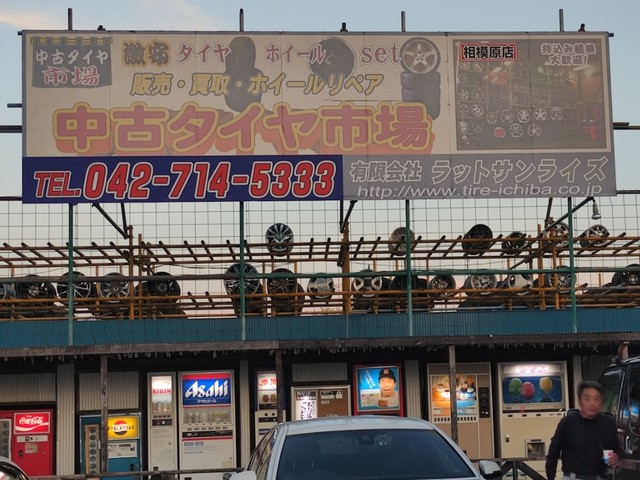 中古タイヤ
市場
激安 タイヤ ホイール set
販売・買取・ホイールリペア
中古タイヤ市場
相模原店
持込み加工
大歓迎!
TEL.042-714-5333
有限会社 ラットサンライズ
http://www.tire-ichiba.co.jp
Coca-Cola
KIRIN
Asahi